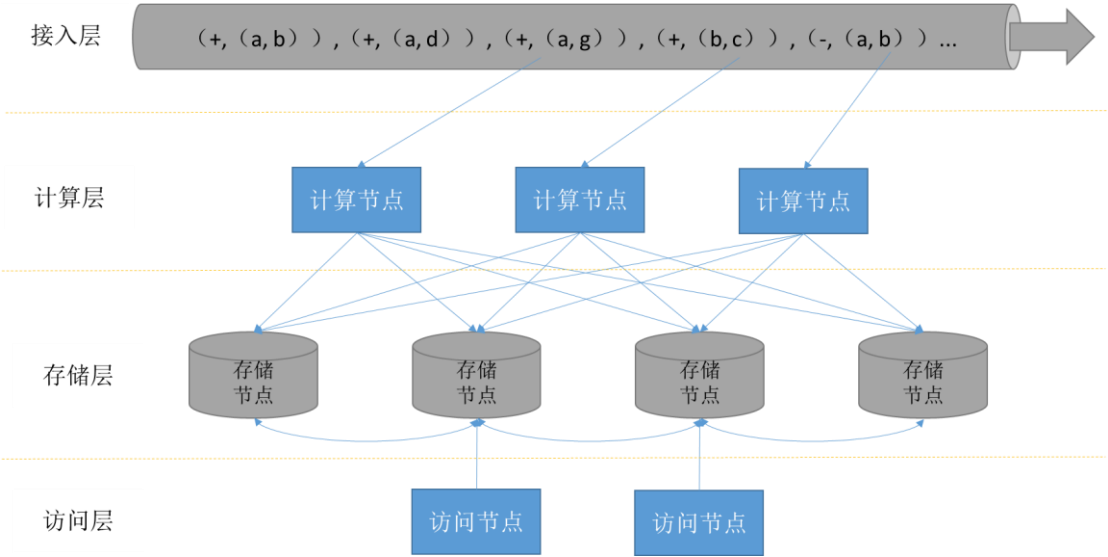 接入层
（+,（a,b））,（+,（a,d））,（+,（a,g））,（+,（b,c））,（-,（a,b））...
计算层
计算节点
计算节点
计算节点
存储层
存储
节点
存储
节点
存储
节点
存储
节点
访问层
访问节点
访问节点